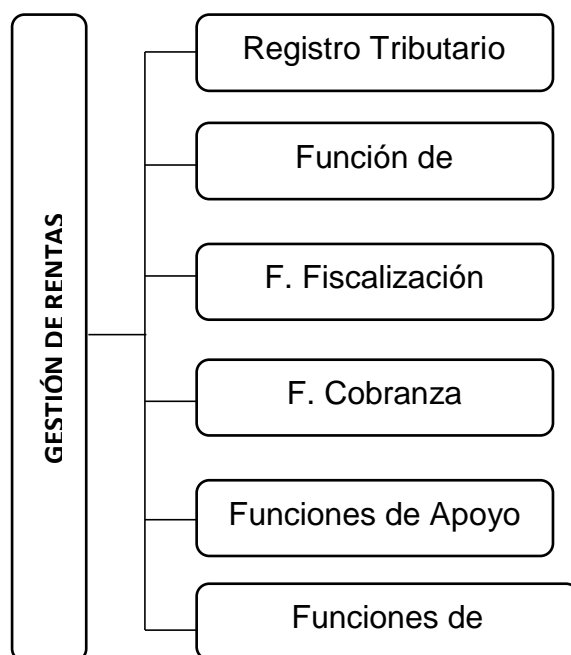 GESTIÓN DE RENTAS
Registro Tributario
Función de
F. Fiscalización
F. Cobranza
Funciones de Apoyo
Funciones de